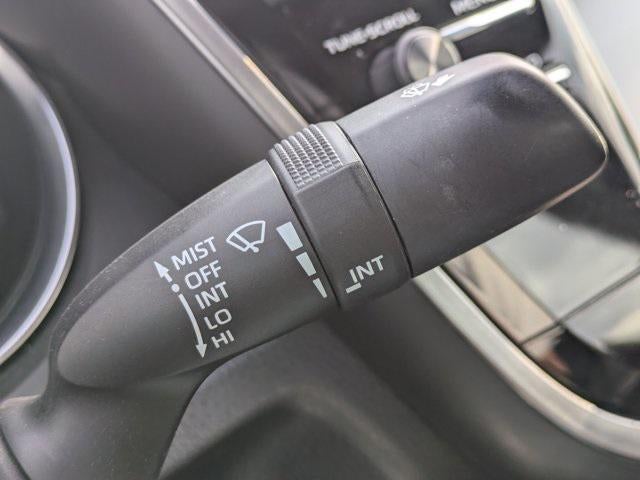 TUNE•SCROLL
MIST
OFF
INT
LO
HI
INT